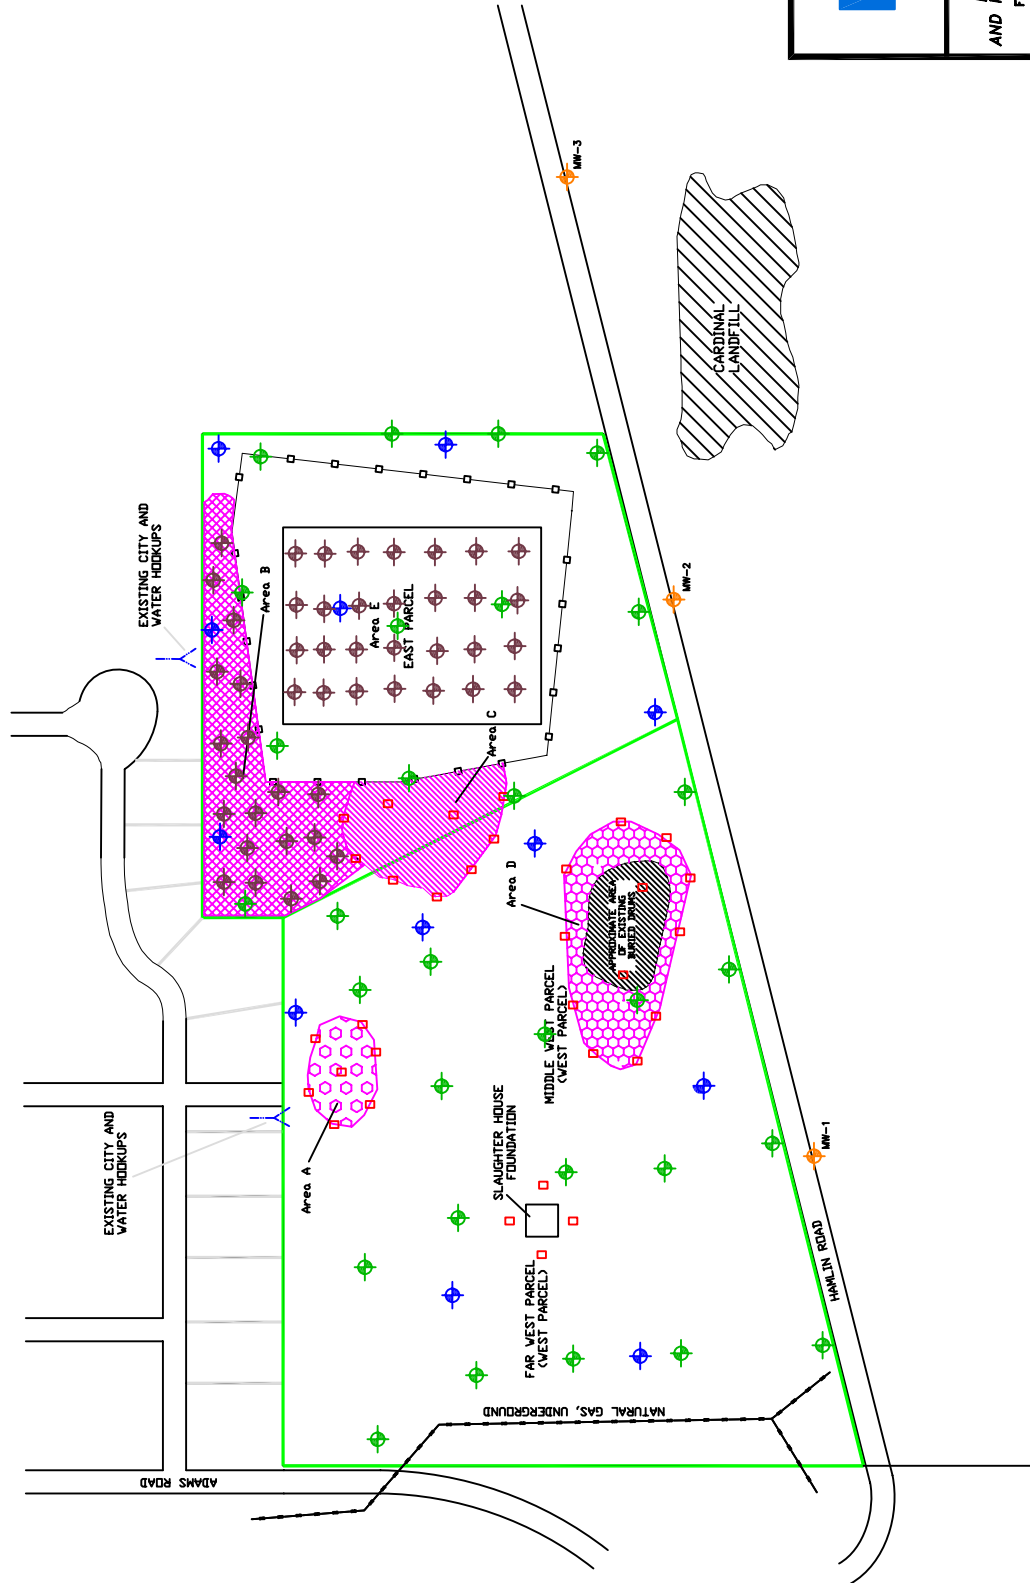 AND
F
MW-3
CARDINAL
LANDFILL
EXISTING CITY AND
WATER HOOKUPS
Area B
Area E
EAST PARCEL
MW-2
Area C
Area D
APPROXIMATE AREA
OF EXISTING
BURIED DRUMS
MIDDLE WEST PARCEL
(WEST PARCEL)
EXISTING CITY AND
WATER HOOKUPS
Area A
SLAUGHTER HOUSE
FOUNDATION
MW-1
HAMLIN ROAD
FAR WEST PARCEL
(WEST PARCEL)
NATURAL GAS, UNDERGROUND
ADAMS ROAD